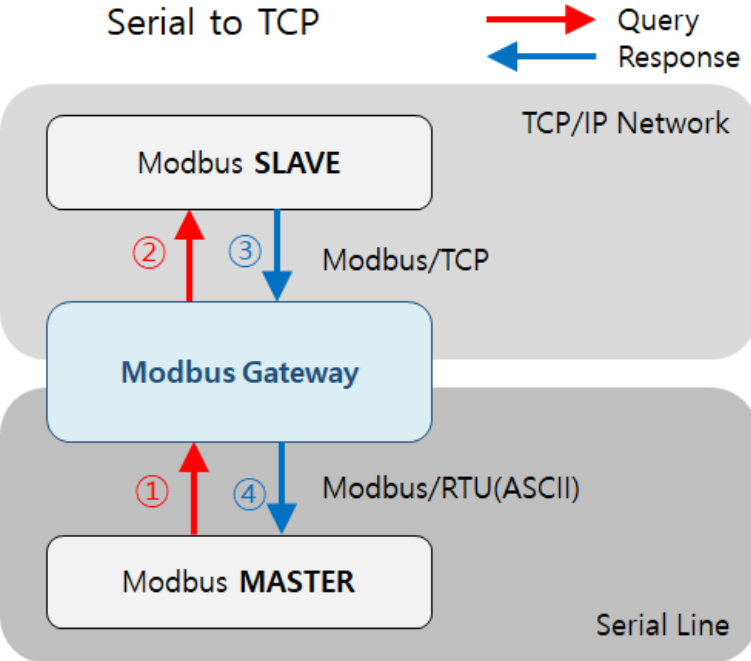 Serial to TCP
Query
Response
TCP/IP Network
Modbus SLAVE
② ③
Modbus/TCP
Modbus Gateway
① ④
Modbus/RTU(ASCII)
Modbus MASTER
Serial Line